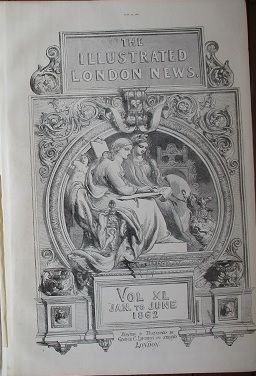 THE
ILLUSTRATED
LONDON NEWS.
VOL XL
JAN. TO JUNE
1862
LONDON